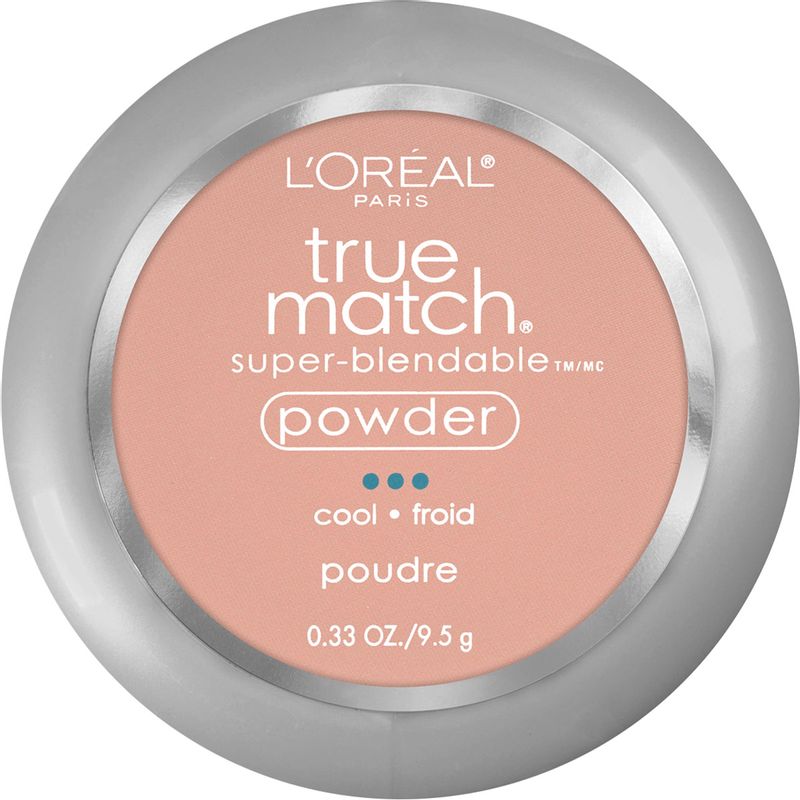 L'ORÉAL®
PARiS
true
match®
super-blendable TM/MC
powder
cool • froid
poudre
0.33 OZ./9.5 g